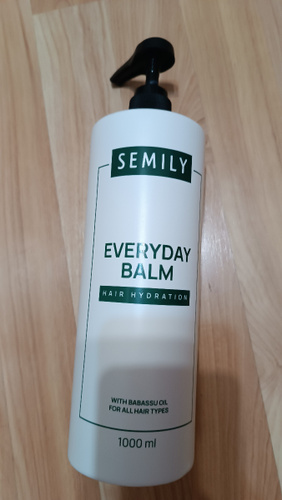 SEMILY
EVERYDAY
BALM
HAIR HYDRATION
WITH BABASSU OIL
FOR ALL HAIR TYPES
1000 ml